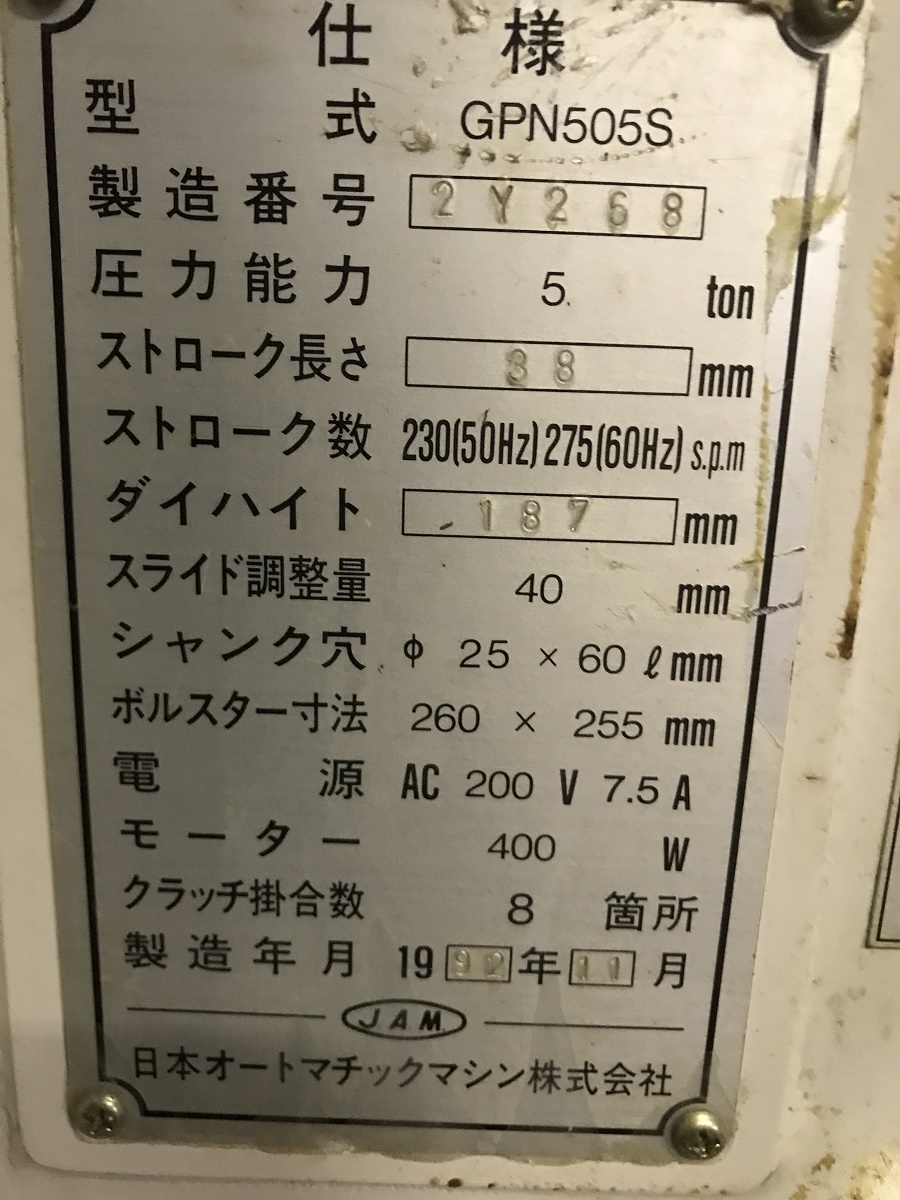 仕様
型式 GPN505S
製造番号 2Y268
圧力能力 5 ton
ストローク長さ 38 mm
ストローク数 230(50Hz) 275(60Hz) s.p.m
ダイハイト 187 mm
スライド調整量 40 mm
シャンク穴 φ 25 × 60 ℓ mm
ボルスター寸法 260 × 255 mm
電源 AC 200 V 7.5 A
モーター 400 W
クラッチ掛合数 8 箇所
製造年月 1992年11月
J.A.M.
日本オートマチックマシン株式会社